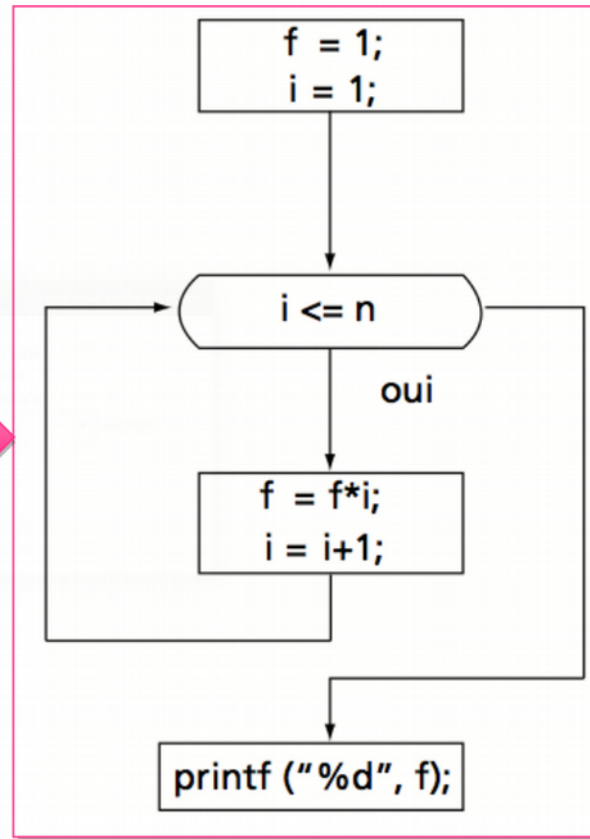 f = 1;
i = 1;
i <= n
oui
f = f*i;
i = i+1;
printf (“%d”, f);